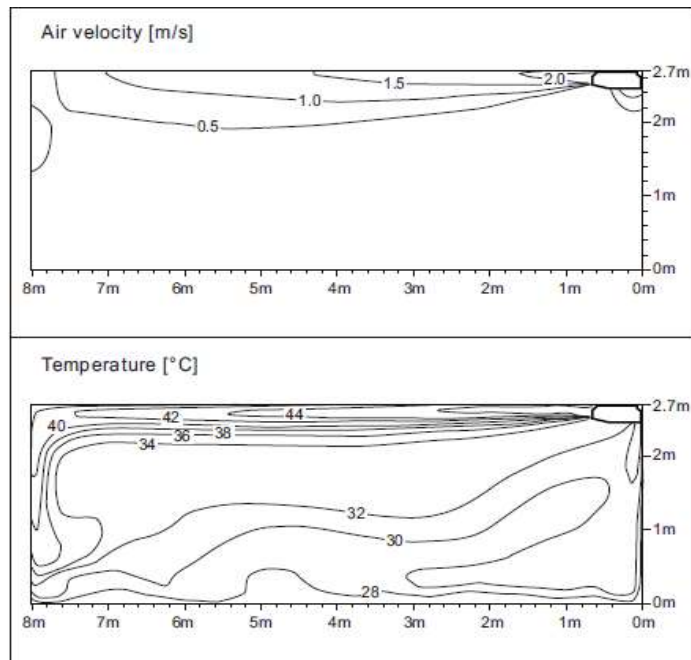 Air velocity [m/s]
2.7m
2.0
1.5
1.0
2m
0.5
1m
0m
8m 7m 6m 5m 4m 3m 2m 1m 0m
Temperature [°C]
2.7m
42 44
40
36 38
34
2m
32
30
1m
28
0m
8m 7m 6m 5m 4m 3m 2m 1m 0m